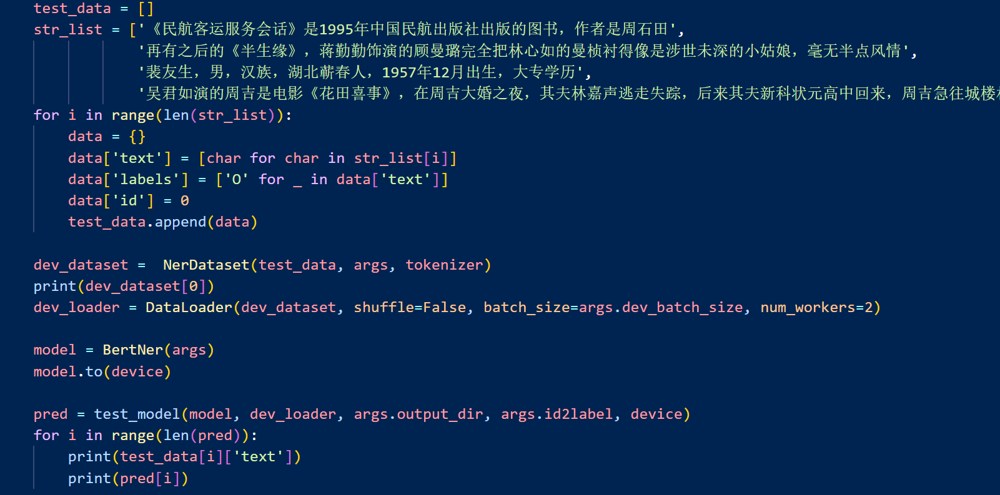 test_data = []
str_list = ['《民航客运服务会话》是1995年中国民航出版社出版的图书，作者是周石田',
'再有之后的《半生缘》，蒋勤勤饰演的顾曼璐完全把林心如的曼桢衬得像是涉世未深的小姑娘，毫无半点风情',
'裴友生，男，汉族，湖北蕲春人，1957年12月出生，大专学历',
'吴君如演的周吉是电影《花田喜事》，在周吉大婚之夜，其夫林嘉声逃走失踪，后来其夫新科状元高中回来，周吉急往城楼
for i in range(len(str_list)):
    data = {}
    data['text'] = [char for char in str_list[i]]
    data['labels'] = ['O' for _ in data['text']]
    data['id'] = 0
    test_data.append(data)
dev_dataset =  NerDataset(test_data, args, tokenizer)
print(dev_dataset[0])
dev_loader = DataLoader(dev_dataset, shuffle=False, batch_size=args.dev_batch_size, num_workers=2)
model = BertNer(args)
model.to(device)
pred = test_model(model, dev_loader, args.output_dir, args.id2label, device)
for i in range(len(pred)):
    print(test_data[i]['text'])
    print(pred[i])